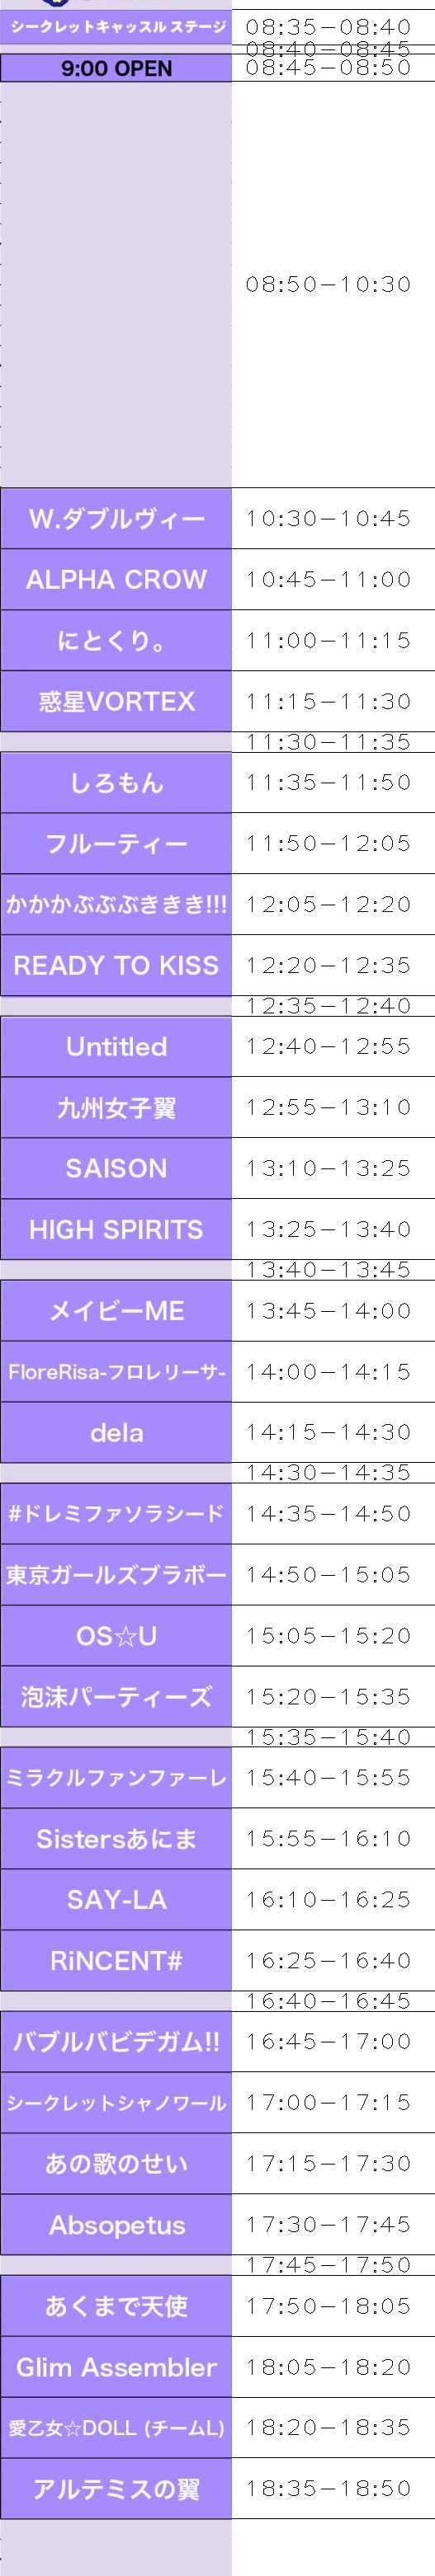 シークレットキャッスル ステージ 08:35-08:40
08:40-08:45
9:00 OPEN 08:45-08:50
08:50-10:30
W.ダブルヴィー 10:30-10:45
ALPHA CROW 10:45-11:00
にとくり。 11:00-11:15
惑星VORTEX 11:15-11:30
11:30-11:35
しろもん 11:35-11:50
フルーティー 11:50-12:05
かかかぶぶぶききき!!! 12:05-12:20
READY TO KISS 12:20-12:35
12:35-12:40
Untitled 12:40-12:55
九州女子翼 12:55-13:10
SAISON 13:10-13:25
HIGH SPIRITS 13:25-13:40
13:40-13:45
メイビーME 13:45-14:00
FloreRisa-フロレリーサ- 14:00-14:15
dela 14:15-14:30
14:30-14:35
#ドレミファソラシード 14:35-14:50
東京ガールズブラボー 14:50-15:05
OS☆U 15:05-15:20
泡沫パーティーズ 15:20-15:35
15:35-15:40
ミラクルファンファーレ 15:40-15:55
Sistersあにま 15:55-16:10
SAY-LA 16:10-16:25
RiNCENT# 16:25-16:40
16:40-16:45
バブルバビデガム!! 16:45-17:00
シークレットシャノワール 17:00-17:15
あの歌のせい 17:15-17:30
Absopetus 17:30-17:45
17:45-17:50
あくまで天使 17:50-18:05
Glim Assembler 18:05-18:20
愛乙女☆DOLL (チームL) 18:20-18:35
アルテミスの翼 18:35-18:50